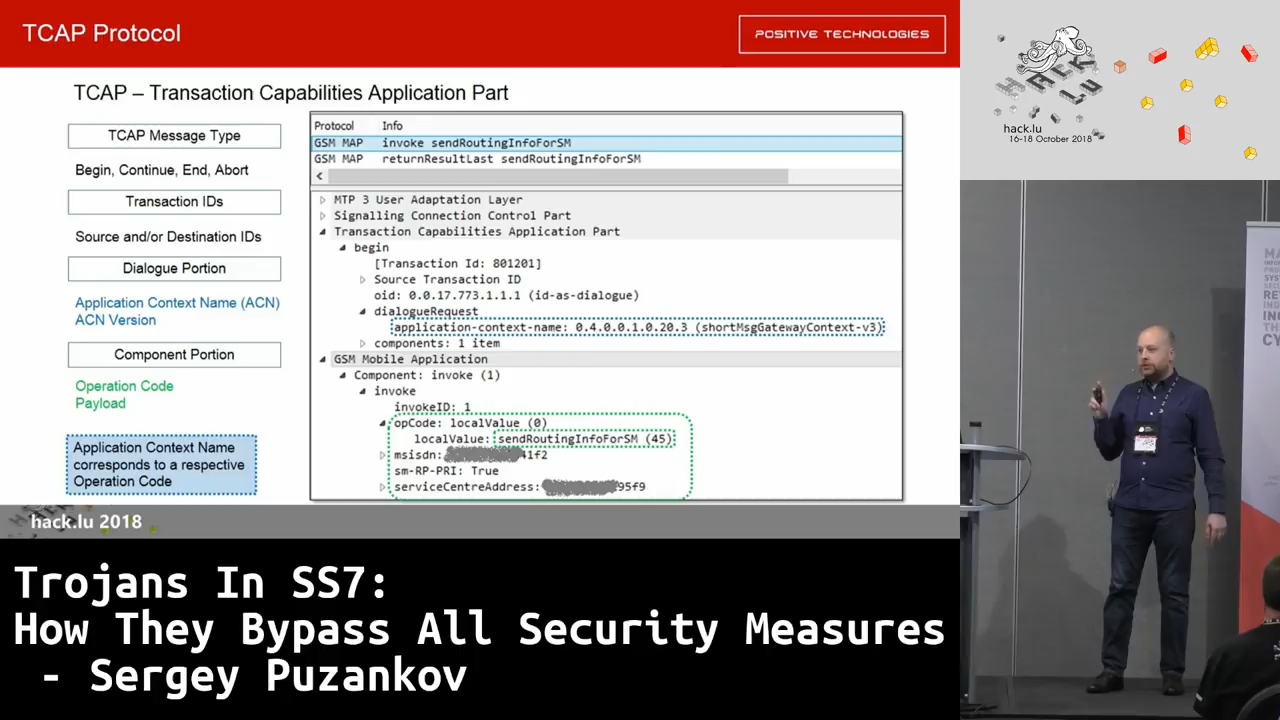 TCAP Protocol
POSITIVE TECHNOLOGIES
TCAP – Transaction Capabilities Application Part
TCAP Message Type
Begin, Continue, End, Abort
Transaction IDs
Source and/or Destination IDs
Dialogue Portion
Application Context Name (ACN)
ACN Version
Component Portion
Operation Code
Payload
Application Context Name
corresponds to a respective
Operation Code
Protocol Info
GSM MAP invoke sendRoutingInfoForSM
GSM MAP returnResultLast sendRoutingInfoForSM
MTP 3 User Adaptation Layer
Signalling Connection Control Part
Transaction Capabilities Application Part
begin
[Transaction Id: 801201]
Source Transaction ID
oid: 0.0.17.773.1.1.1 (id-as-dialogue)
dialogueRequest
application-context-name: 0.4.0.0.1.0.20.3 (shortMsgGatewayContext-v3)
components: 1 item
GSM Mobile Application
Component: invoke (1)
invoke
invokeID: 1
opCode: localValue (0)
localValue: sendRoutingInfoForSM (45)
msisdn: 41f2
sm-RP-PRI: True
serviceCentreAddress: 95f9
hack.lu
16-18 October 2018
hack.lu 2018
Trojans In SS7:
How They Bypass All Security Measures
- Sergey Puzankov